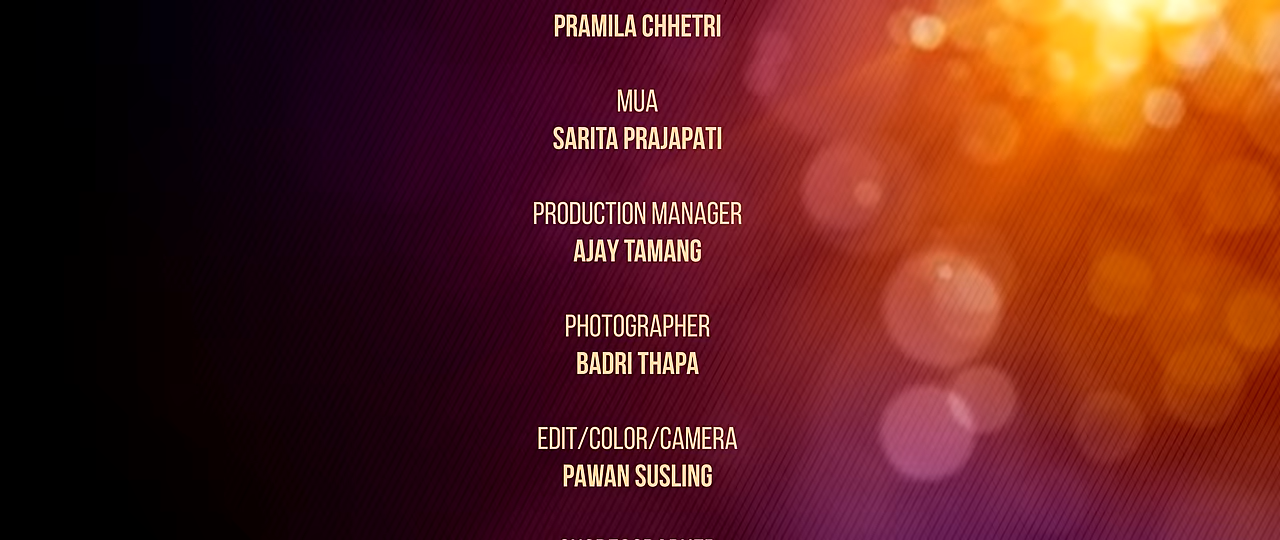 PRAMILA CHHETRI
MUA
SARITA PRAJAPATI
PRODUCTION MANAGER
AJAY TAMANG
PHOTOGRAPHER
BADRI THAPA
EDIT/COLOR/CAMERA
PAWAN SUSLING